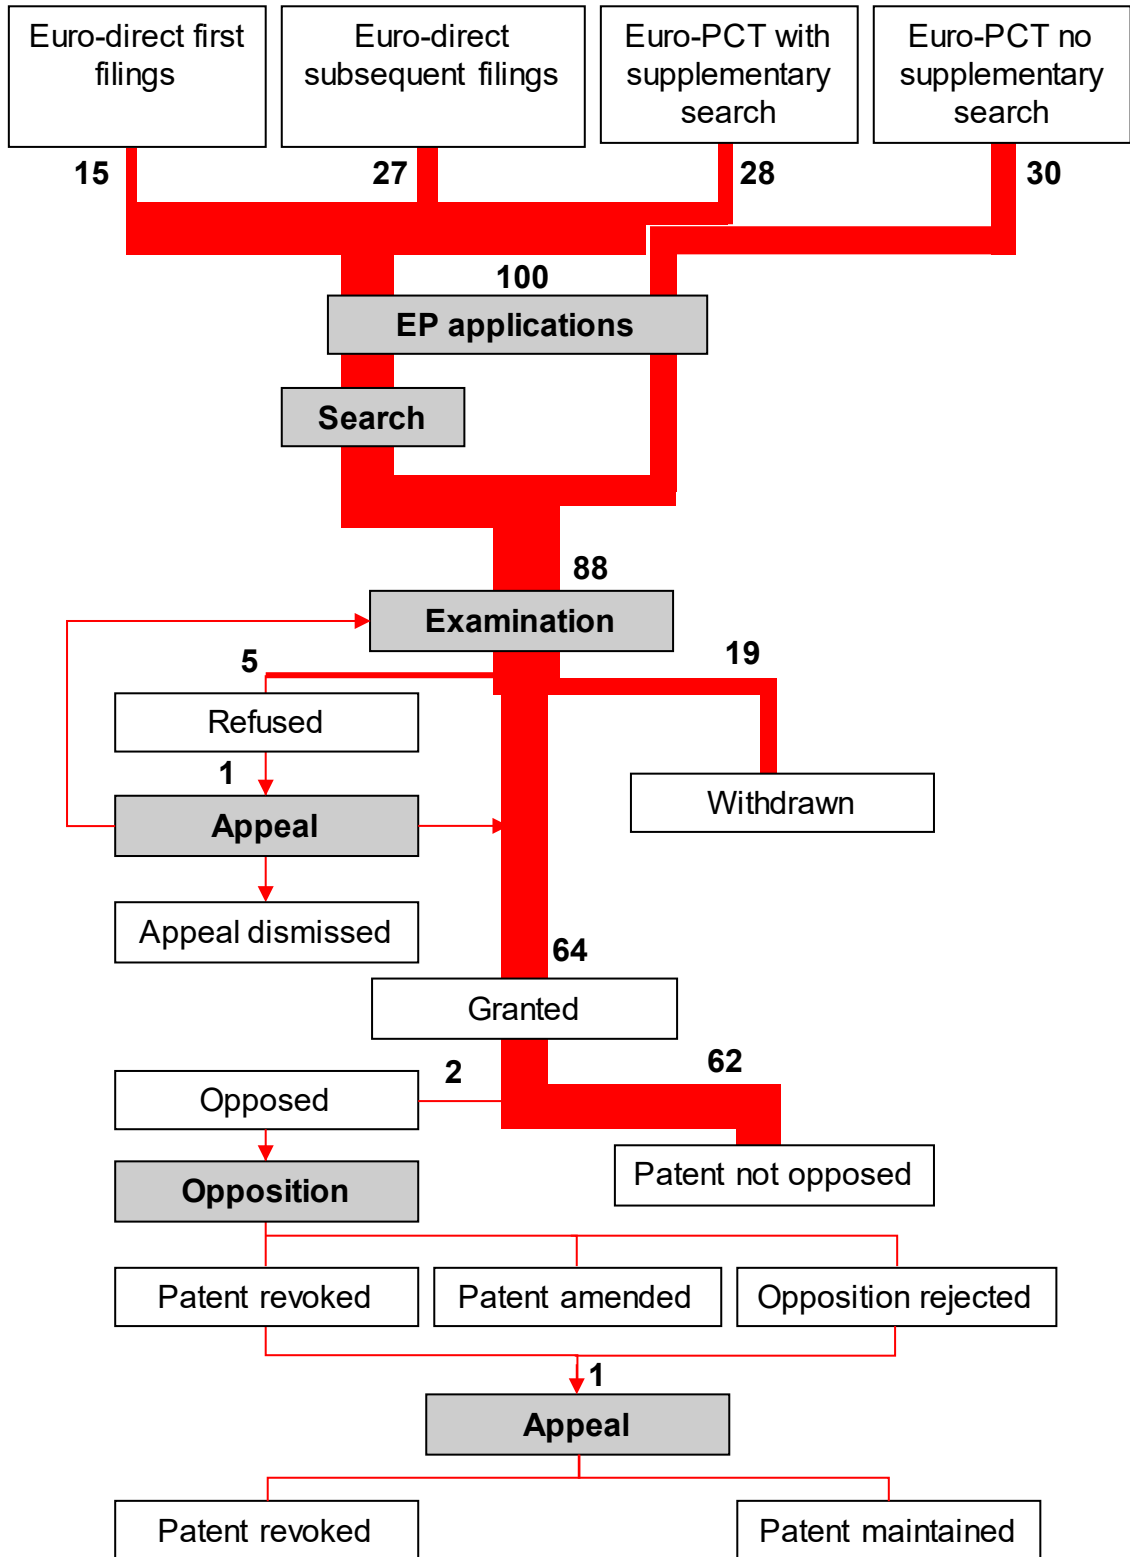 Euro-direct first
filings
Euro-direct
subsequent filings
Euro-PCT with
supplementary
search
Euro-PCT no
supplementary
search
15
27
28
30
100
EP applications
Search
88
Examination
5
19
Refused
1
Withdrawn
Appeal
Appeal dismissed
64
Granted
2
62
Opposed
Patent not opposed
Opposition
Patent revoked
Patent amended
Opposition rejected
1
Appeal
Patent revoked
Patent maintained